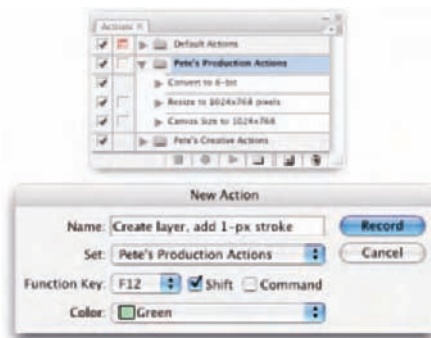 Actions
Default Actions
Pete's Production Actions
Convert to 6-bit
Resize to 1024x768 pixels
Canvas Size to 1024x768
Pete's Creative Actions
New Action
Name: Create layer, add 1-px stroke
Record
Set: Pete's Production Actions
Cancel
Function Key: F12 Shift Command
Color: Green